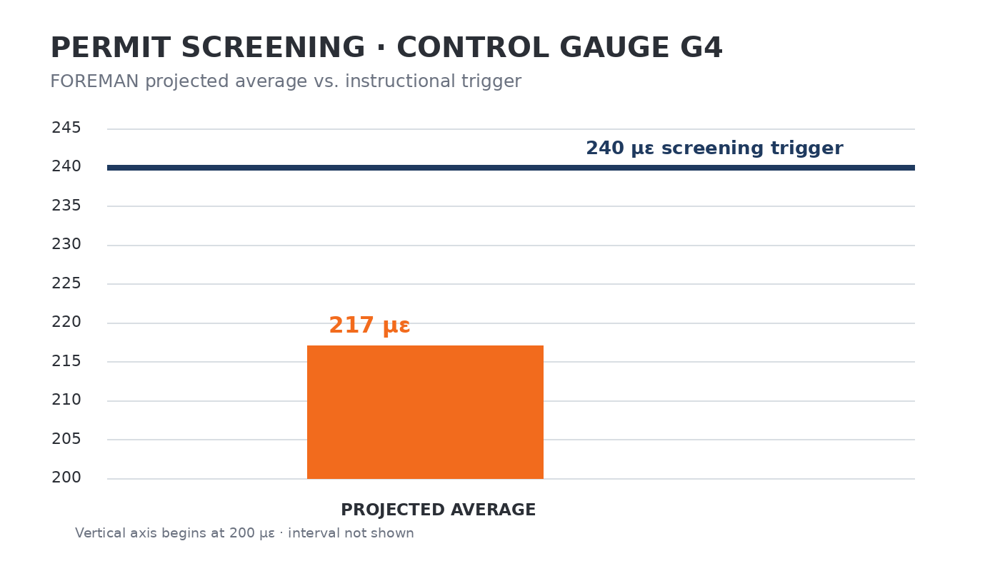 PERMIT SCREENING · CONTROL GAUGE G4
FOREMAN projected average vs. instructional trigger
245
240 µε screening trigger
240
235
230
225
220
217 µε
215
210
205
200
PROJECTED AVERAGE
Vertical axis begins at 200 µε · interval not shown